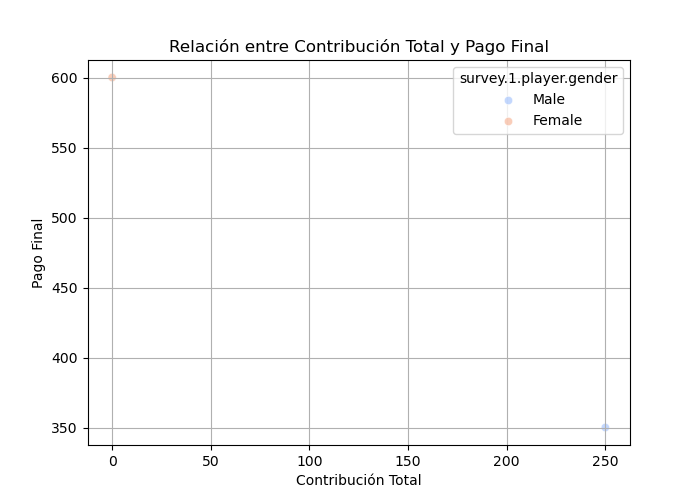 Relación entre Contribución Total y Pago Final
survey.1.player.gender
Male
Female
600
550
500
450
400
350
Pago Final
0 50 100 150 200 250
Contribución Total